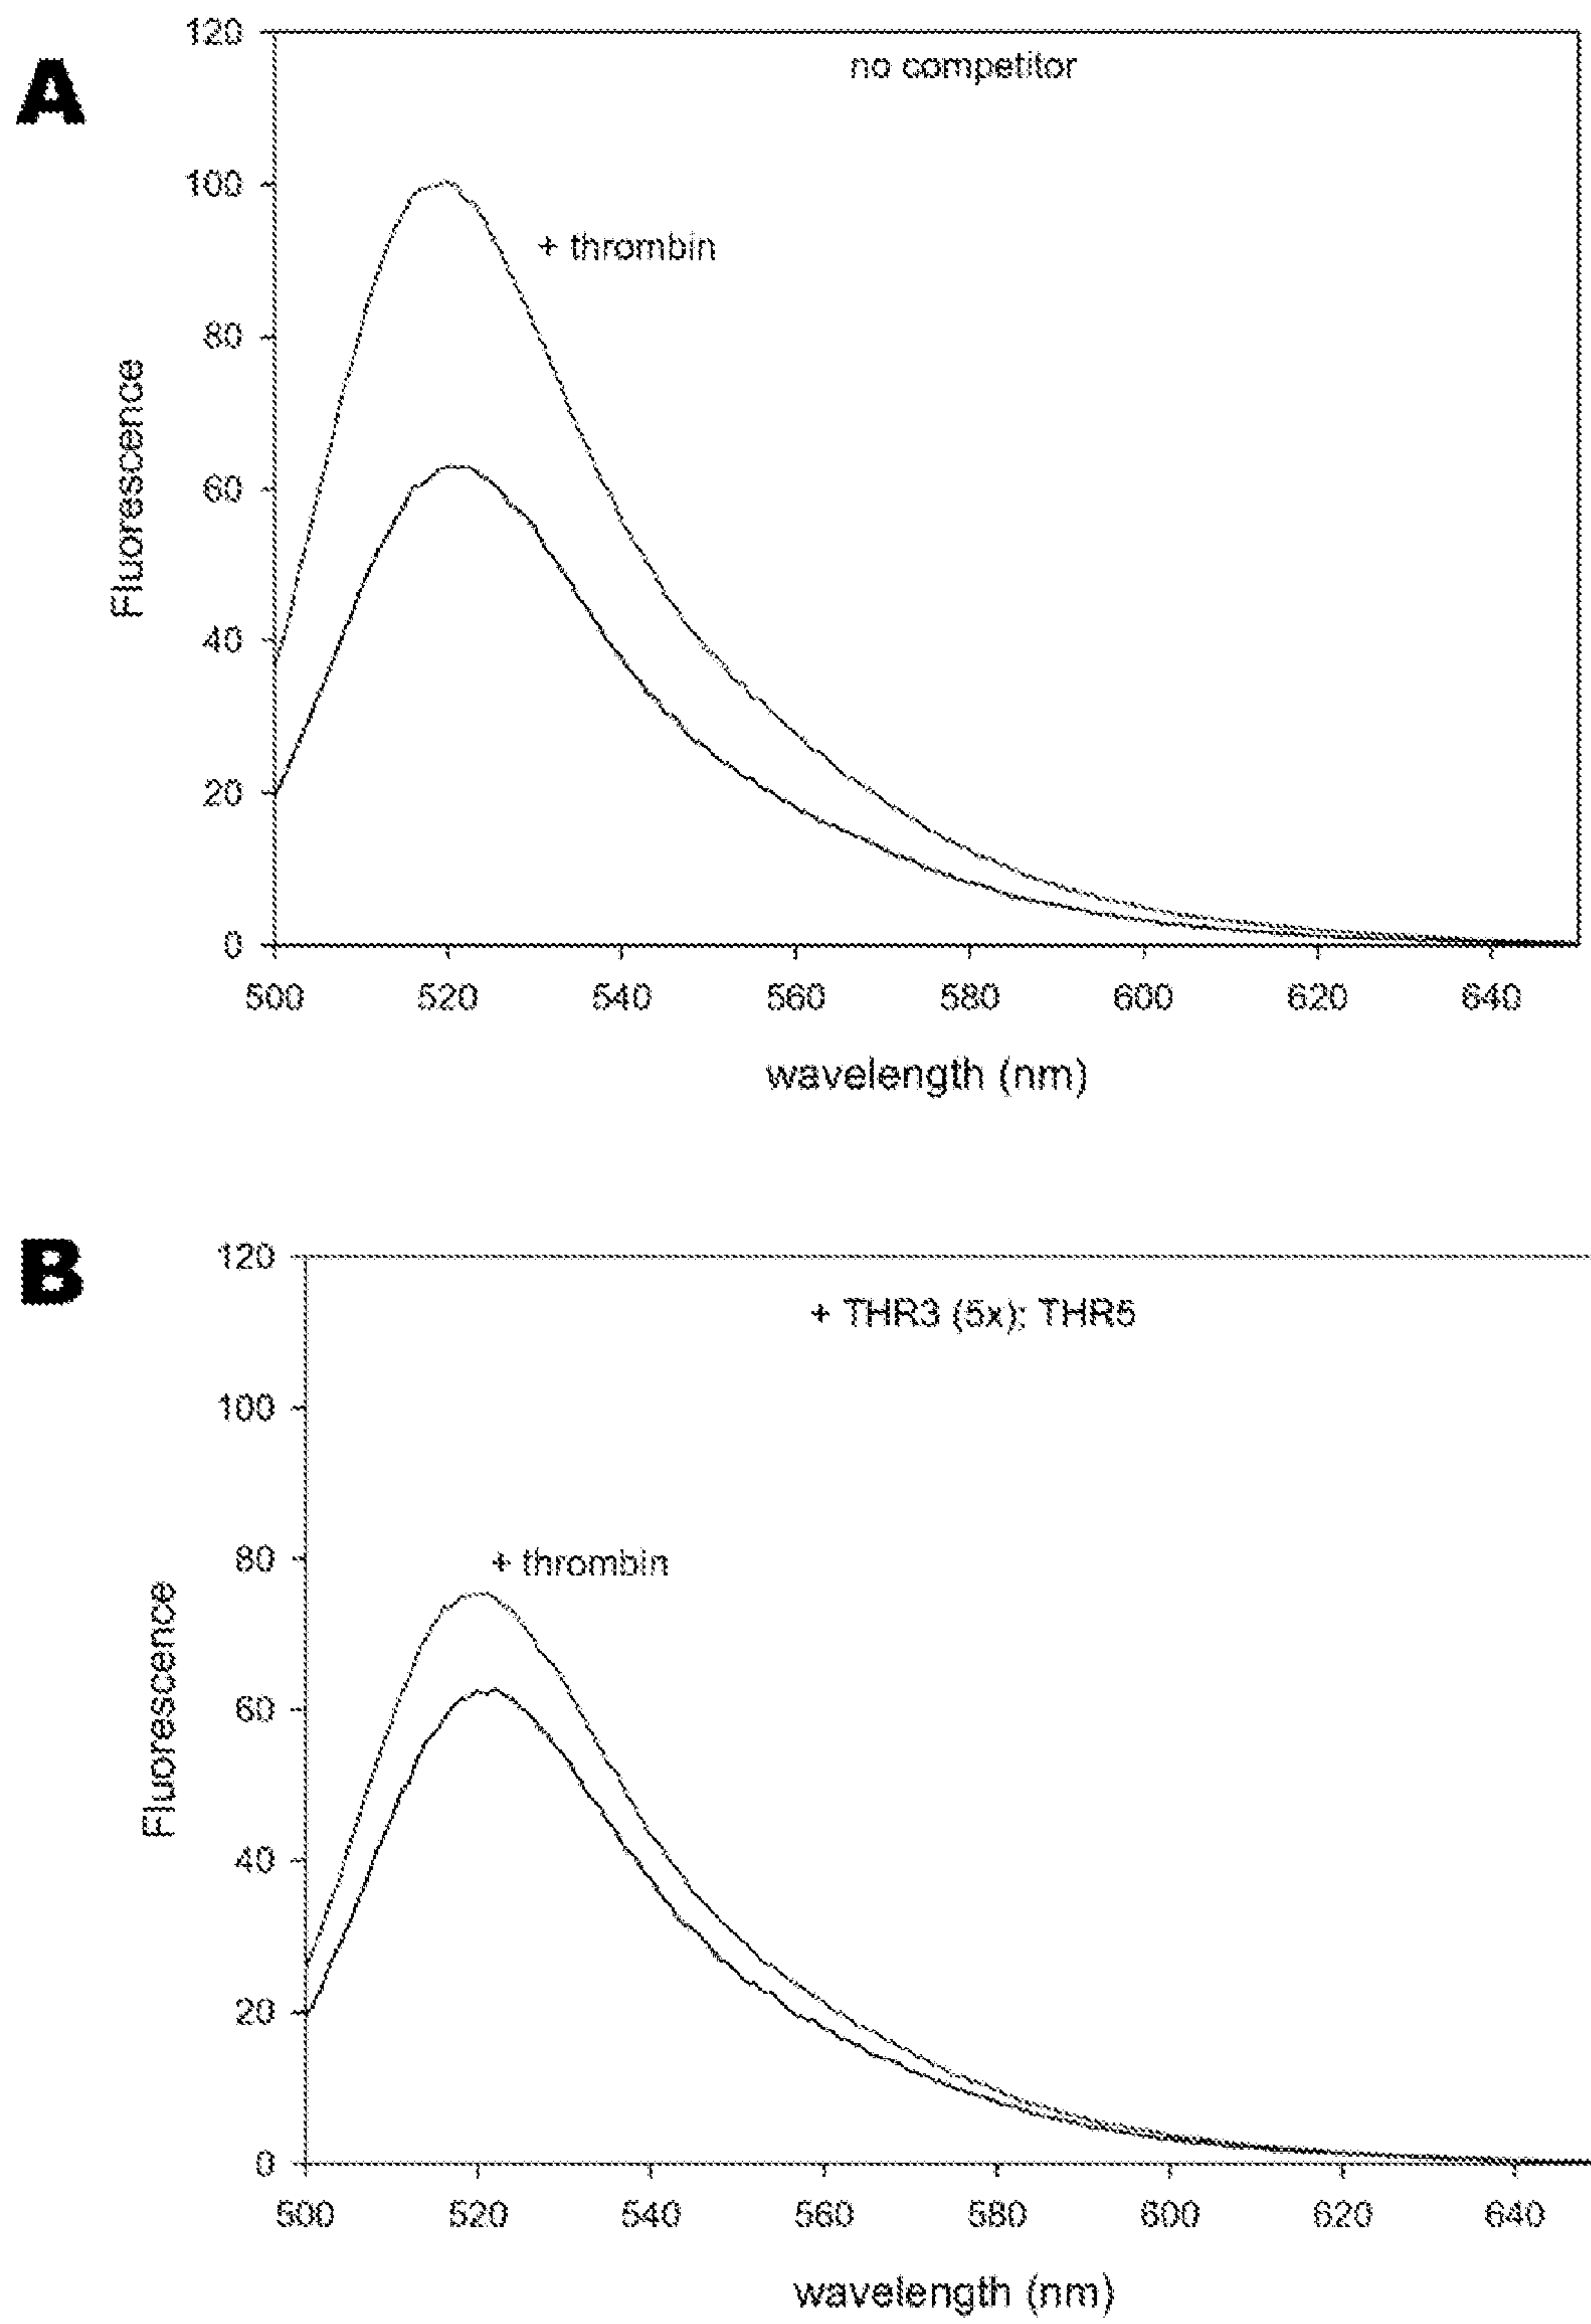 A
no competitor
120
100
80
60
40
20
0
+ thrombin
Fluorescence
500 520 540 560 580 600 620 640
wavelength (nm)
B
+ THR3 (5x); THR5
120
100
80
60
40
20
0
+ thrombin
Fluorescence
500 520 540 560 580 600 620 640
wavelength (nm)